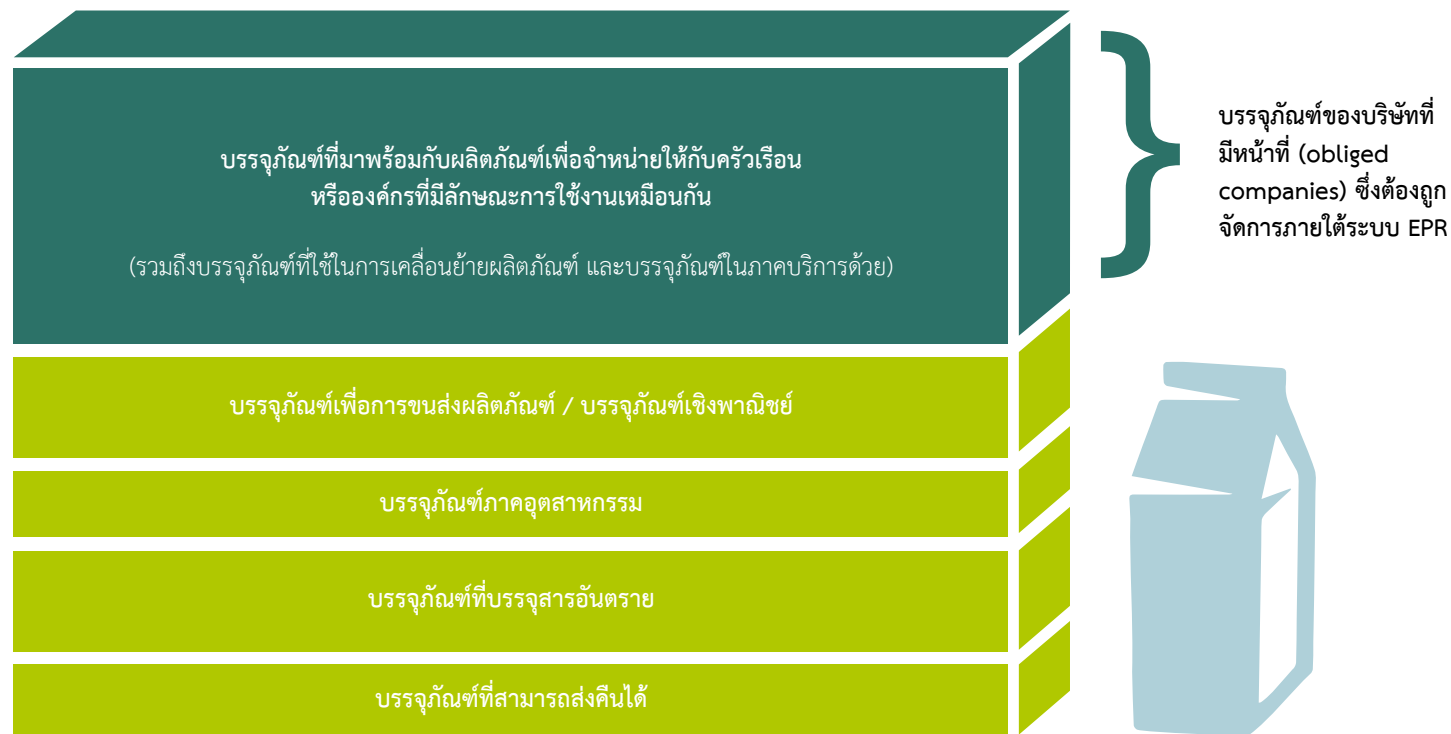 บรรจุภัณฑ์ที่มาพร้อมกับผลิตภัณฑ์เพื่อจำหน่ายให้กับครัวเรือน
หรือองค์กรที่มีลักษณะการใช้งานเหมือนกัน
(รวมถึงบรรจุภัณฑ์ที่ใช้ในการเคลื่อนย้ายผลิตภัณฑ์ และบรรจุภัณฑ์ในภาคบริการด้วย)
บรรจุภัณฑ์ของบริษัทที่
มีหน้าที่ (obliged
companies) ซึ่งต้องถูก
จัดการภายใต้ระบบ EPR
บรรจุภัณฑ์เพื่อการขนส่งผลิตภัณฑ์ / บรรจุภัณฑ์เชิงพาณิชย์
บรรจุภัณฑ์ภาคอุตสาหกรรม
บรรจุภัณฑ์ที่บรรจุสารอันตราย
บรรจุภัณฑ์ที่สามารถส่งคืนได้